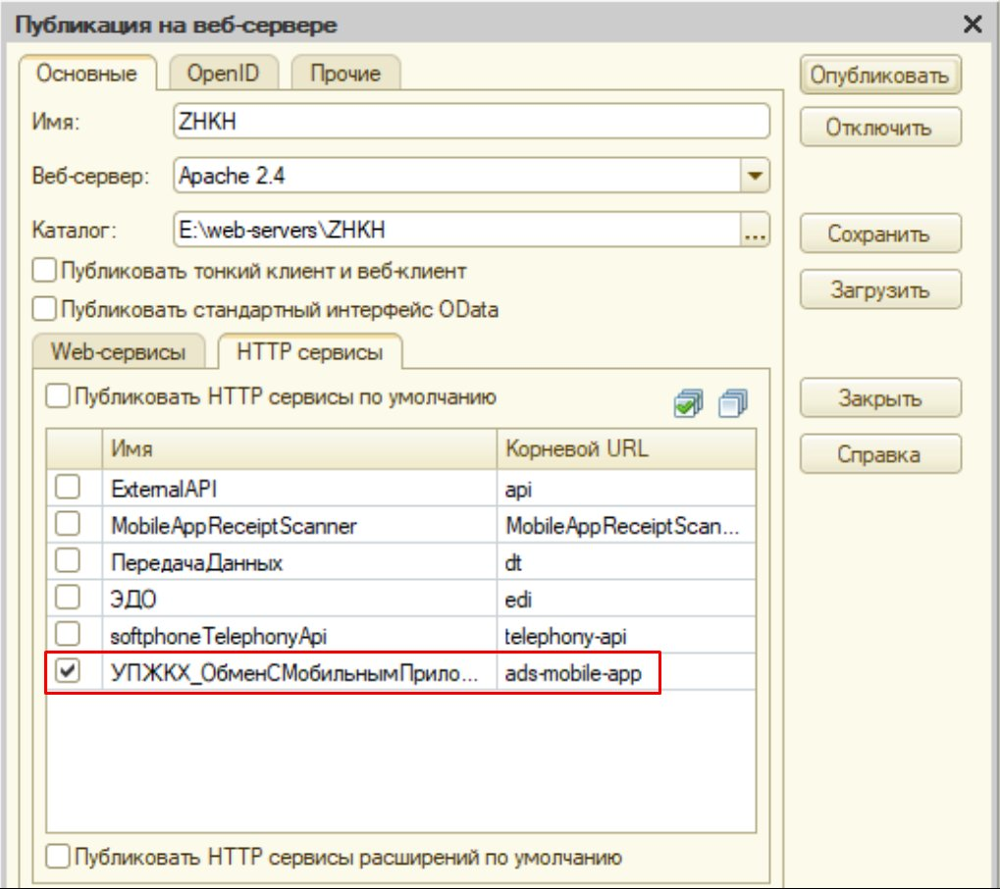 Публикация на веб-сервере
Основные OpenID Прочие
Опубликовать
Имя: ZHKH
Отключить
Веб-сервер: Apache 2.4
Каталог: E:\web-servers\ZHKH ...
Сохранить
Публиковать тонкий клиент и веб-клиент
Загрузить
Публиковать стандартный интерфейс OData
Web-сервисы HTTP сервисы
Публиковать HTTP сервисы по умолчанию
Закрыть
Имя Корневой URL
Справка
ExternalAPI api
MobileAppReceiptScanner MobileAppReceiptScan...
ПередачаДанных dt
ЭДО edi
softphoneTelephonyApi telephony-api
УПЖКХ_ОбменСМобильнымПрило... ads-mobile-app
Публиковать HTTP сервисы расширений по умолчанию